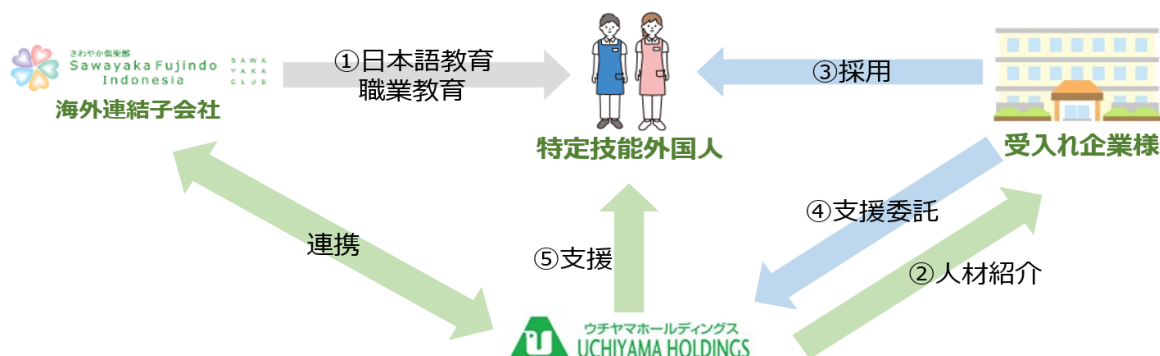 さわやか倶楽部
Sawayaka Fujindo
Indonesia
SAWA
YAKA
CLUB
海外連結子会社
①日本語教育
職業教育
特定技能外国人
③採用
受入れ企業様
連携
⑤支援
④支援委託
②人材紹介
ウチヤマホールディングス
UCHIYAMA HOLDINGS